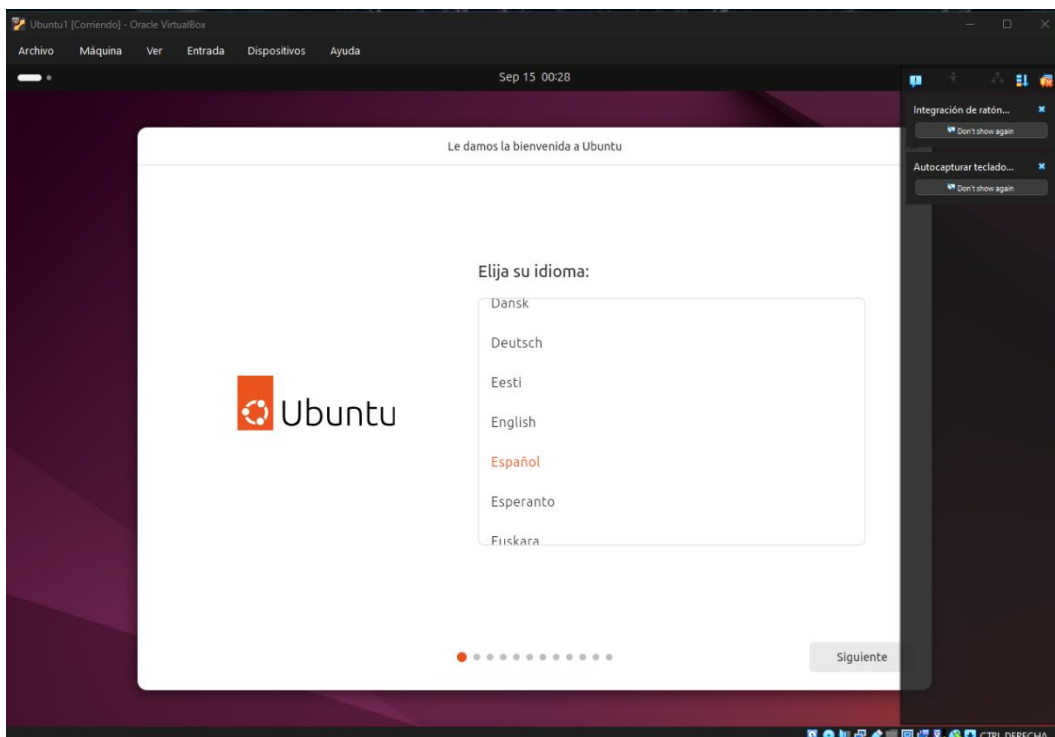 Ubuntu1 [Corriendo] - Oracle VirtualBox
Archivo Máquina Ver Entrada Dispositivos Ayuda
Sep 15 00:28
Integración de ratón...
Don't show again
Autocapturar teclado...
Don't show again
Le damos la bienvenida a Ubuntu
Elija su idioma:
Dansk
Deutsch
Eesti
English
Español
Esperanto
Euskara
Ubuntu
Siguiente
CTRL DERECHA